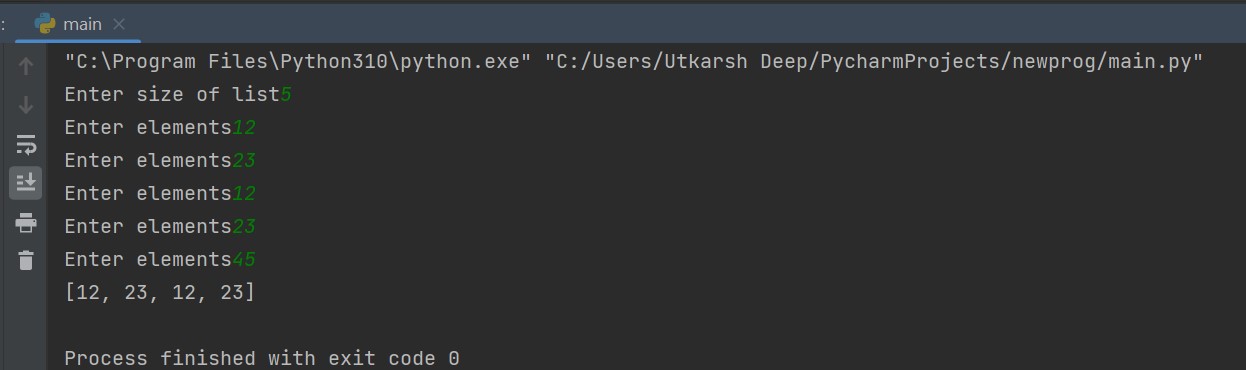 : main
"C:\Program Files\Python310\python.exe" "C:/Users/Utkarsh Deep/PycharmProjects/newprog/main.py"
Enter size of list5
Enter elements12
Enter elements23
Enter elements12
Enter elements23
Enter elements45
[12, 23, 12, 23]
Process finished with exit code 0